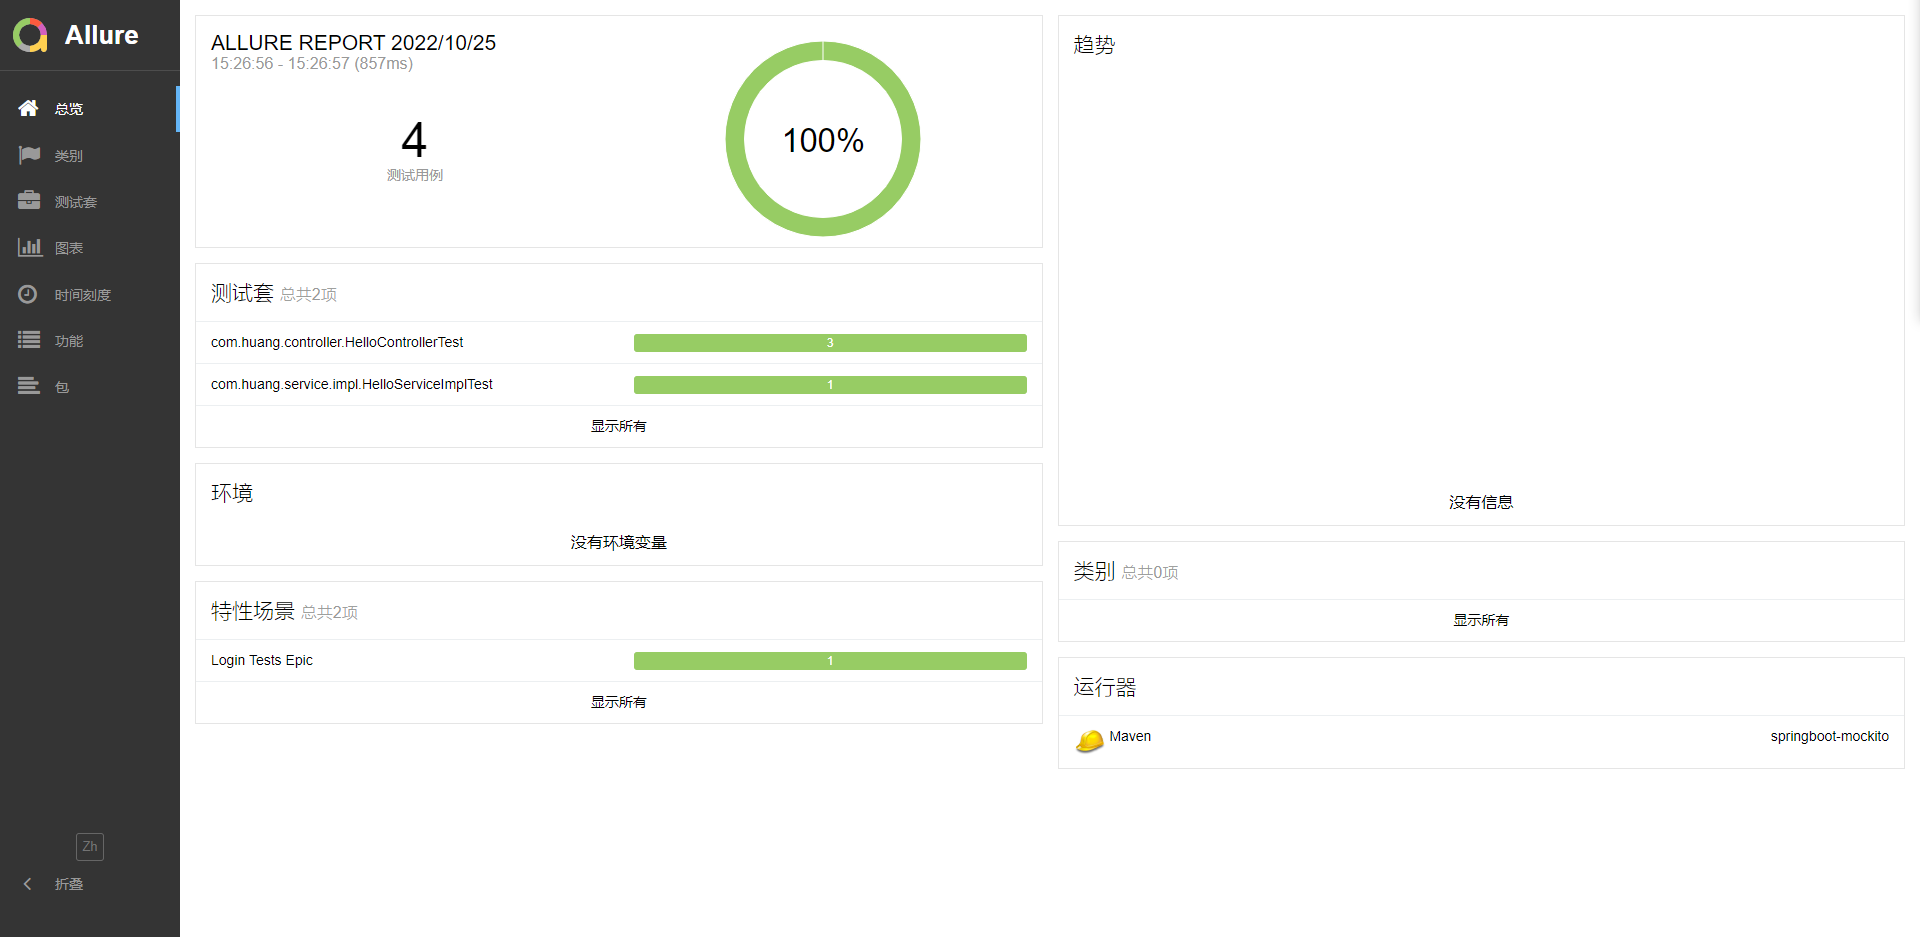 Allure
总览
类别
测试套
图表
时间刻度
功能
包
Zh
折叠
ALLURE REPORT 2022/10/25
15:26:56 - 15:26:57 (857ms)
4
测试用例
100%
测试套 总共2项
com.huang.controller.HelloControllerTest 3
com.huang.service.impl.HelloServiceImplTest 1
显示所有
环境
没有环境变量
特性场景 总共2项
Login Tests Epic 1
显示所有
趋势
没有信息
类别 总共0项
显示所有
运行器
Maven springboot-mockito